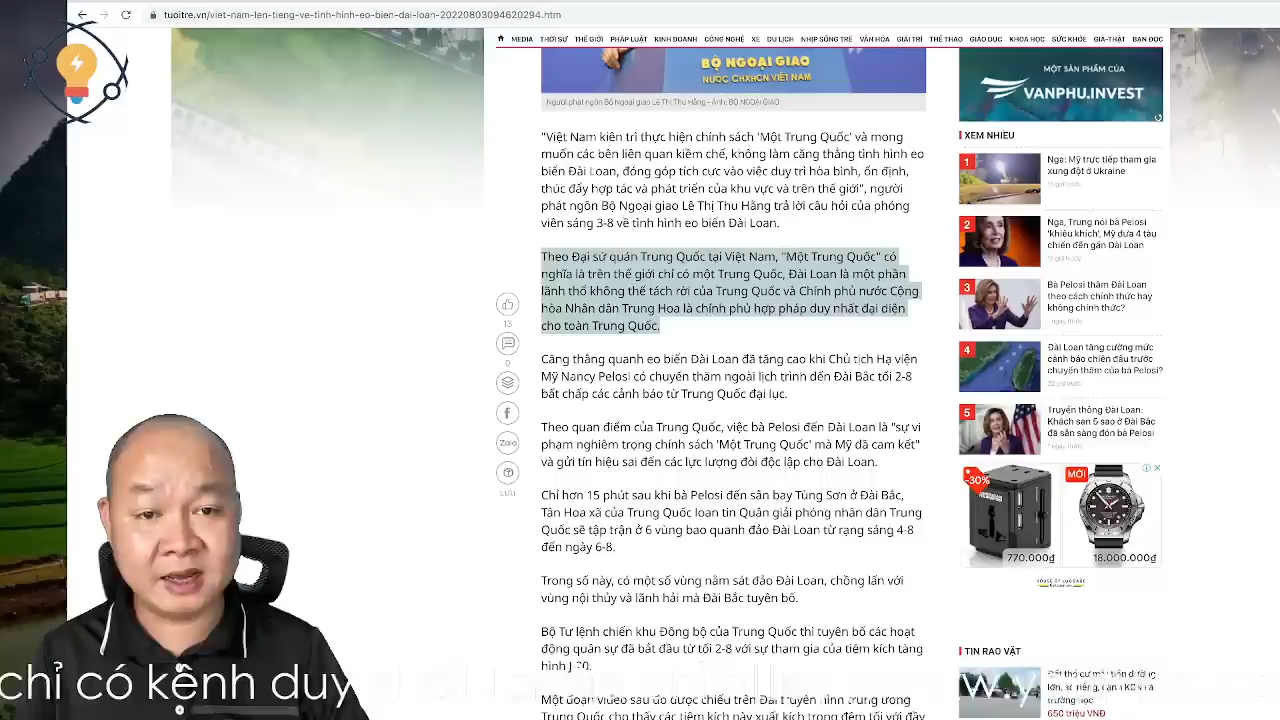 tuoitre.vn/viet-nam-len-tieng-ve-tinh-hinh-eo-bien-dai-loan-20220803094620294.htm
MEDIA THỜI SỰ THẾ GIỚI PHÁP LUẬT KINH DOANH CÔNG NGHỆ XE DU LỊCH NHỊP SỐNG TRẺ VĂN HÓA GIẢI TRÍ THỂ THAO GIÁO DỤC KHOA HỌC SỨC KHỎE GIẢ-THẬT BẠN ĐỌC
BỘ NGOẠI GIAO
NƯỚC CHXHCN VIỆT NAM
Người phát ngôn Bộ Ngoại giao Lê Thị Thu Hằng - Ảnh: BỘ NGOẠI GIAO
"Việt Nam kiên trì thực hiện chính sách 'Một Trung Quốc' và mong
muốn các bên liên quan kiềm chế, không làm căng thẳng tình hình eo
biển Đài Loan, đóng góp tích cực vào việc duy trì hòa bình, ổn định,
thúc đẩy hợp tác và phát triển của khu vực và trên thế giới", người
phát ngôn Bộ Ngoại giao Lê Thị Thu Hằng trả lời câu hỏi của phóng
viên sáng 3-8 về tình hình eo biển Đài Loan.
Theo Đại sứ quán Trung Quốc tại Việt Nam, "Một Trung Quốc" có
nghĩa là trên thế giới chỉ có một Trung Quốc, Đài Loan là một phần
lãnh thổ không thể tách rời của Trung Quốc và Chính phủ nước Cộng
hòa Nhân dân Trung Hoa là chính phủ hợp pháp duy nhất đại diện
cho toàn Trung Quốc.
Căng thẳng quanh eo biển Đài Loan đã tăng cao khi Chủ tịch Hạ viện
Mỹ Nancy Pelosi có chuyến thăm ngoài lịch trình đến Đài Bắc tối 2-8
bất chấp các cảnh báo từ Trung Quốc đại lục.
Theo quan điểm của Trung Quốc, việc bà Pelosi đến Đài Loan là "sự vi
phạm nghiêm trọng chính sách 'Một Trung Quốc' mà Mỹ đã cam kết"
và gửi tín hiệu sai đến các lực lượng đòi độc lập cho Đài Loan.
Chỉ hơn 15 phút sau khi bà Pelosi đến sân bay Tùng Sơn ở Đài Bắc,
Tân Hoa xã của Trung Quốc loan tin Quân giải phóng nhân dân Trung
Quốc sẽ tập trận ở 6 vùng bao quanh đảo Đài Loan từ rạng sáng 4-8
đến ngày 6-8.
Trong số này, có một số vùng nằm sát đảo Đài Loan, chồng lấn với
vùng nội thủy và lãnh hải mà Đài Bắc tuyên bố.
Bộ Tư lệnh chiến khu Đông bộ của Trung Quốc thì tuyên bố các hoạt
động quân sự đã bắt đầu từ tối 2-8 với sự tham gia của tiêm kích tàng
hình J-20.
13
0
Zalo
LƯU
MỘT SẢN PHẨM CỦA
VANPHU.INVEST
XEM NHIỀU
1
Nga: Mỹ trực tiếp tham gia
xung đột ở Ukraine
2
Nga, Trung nói bà Pelosi
'khiêu khích', Mỹ đưa 4 tàu
chiến đến gần Đài Loan
3
Bà Pelosi thăm Đài Loan
theo cách chính thức hay
không chính thức?
4
Đài Loan tăng cường mức
cảnh báo chiến đấu trước
chuyến thăm của bà Pelosi?
22 giờ trước
5
Truyền thông Đài Loan:
Khách sạn 5 sao ở Đài Bắc
đã sẵn sàng đón bà Pelosi
-30%
MỚI
770.000₫
18.000.000₫
HOUSE OF LUGGAGE
TIN RAO VẶT
650 triệu VNĐ
chỉ có kênh duy